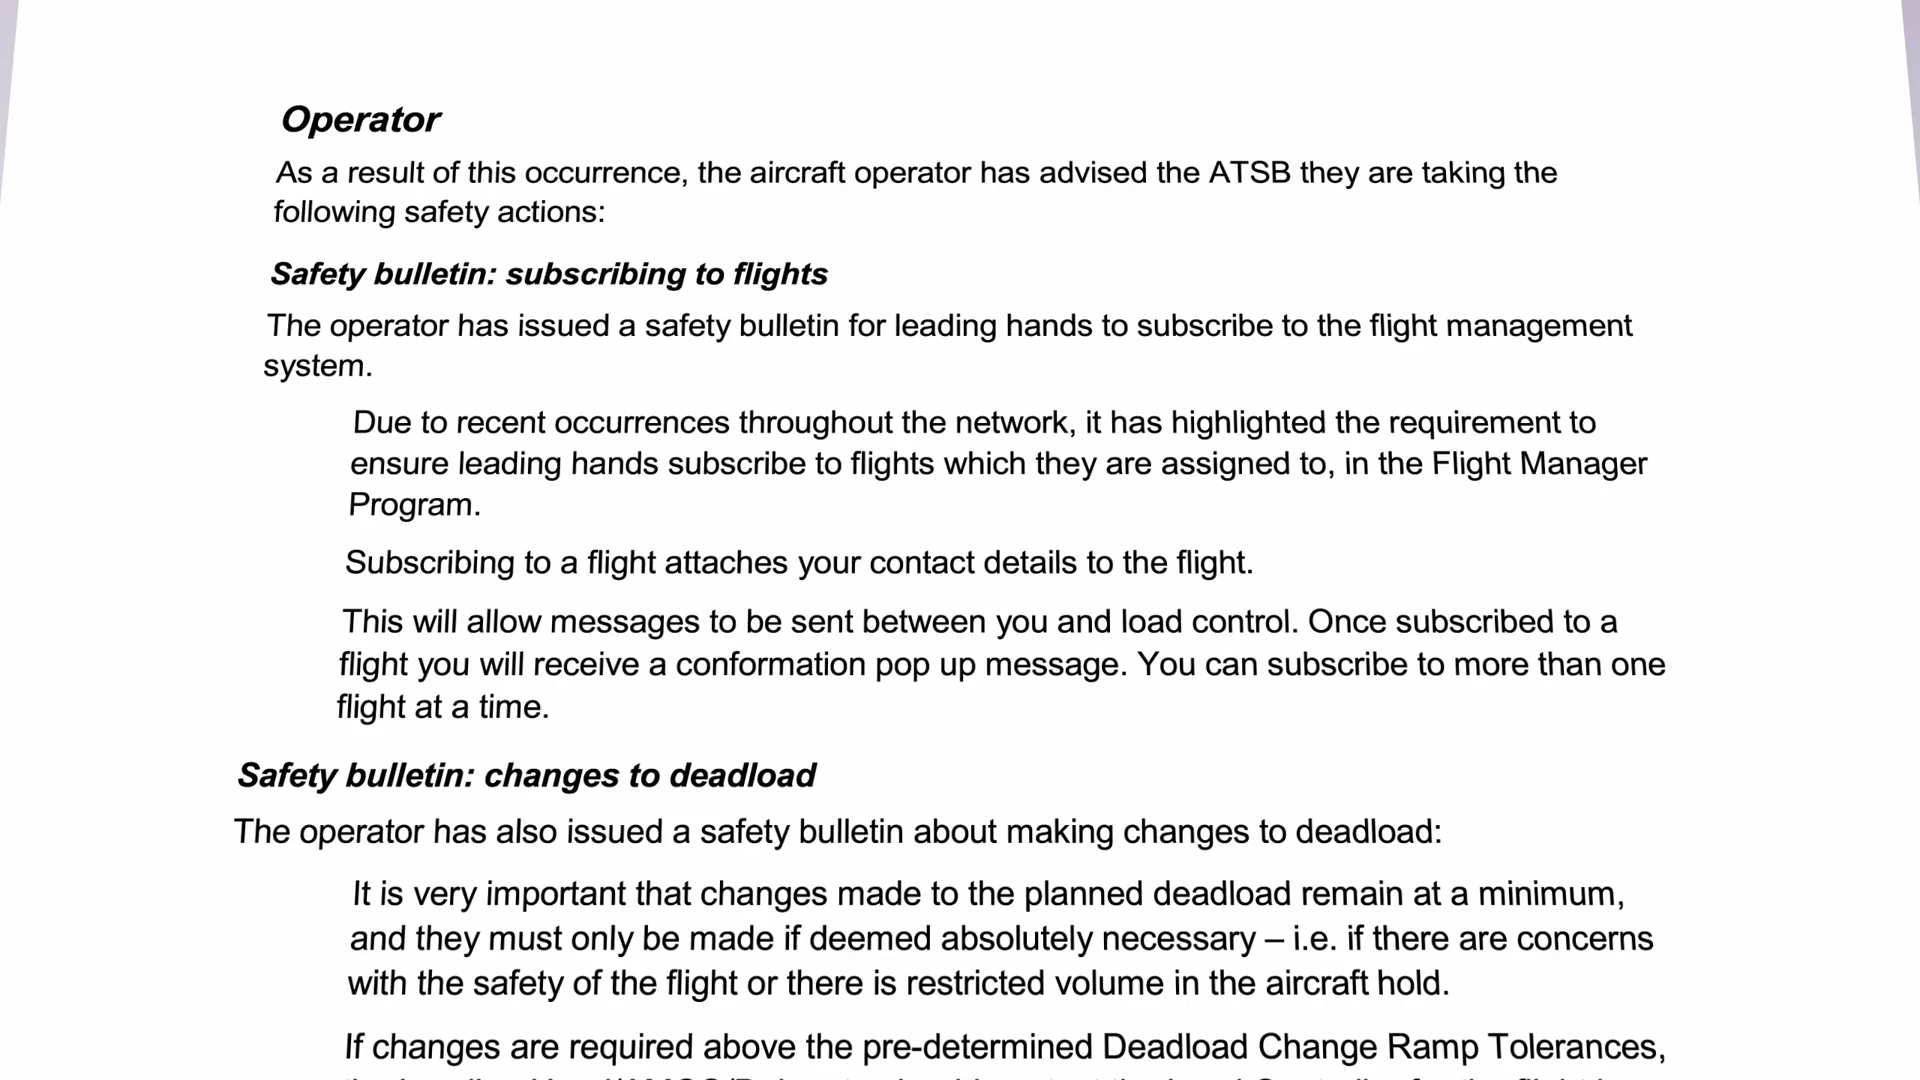 Operator
As a result of this occurrence, the aircraft operator has advised the ATSB they are taking the
following safety actions:
Safety bulletin: subscribing to flights
The operator has issued a safety bulletin for leading hands to subscribe to the flight management
system.
Due to recent occurrences throughout the network, it has highlighted the requirement to
ensure leading hands subscribe to flights which they are assigned to, in the Flight Manager
Program.
Subscribing to a flight attaches your contact details to the flight.
This will allow messages to be sent between you and load control. Once subscribed to a
flight you will receive a conformation pop up message. You can subscribe to more than one
flight at a time.
Safety bulletin: changes to deadload
The operator has also issued a safety bulletin about making changes to deadload:
It is very important that changes made to the planned deadload remain at a minimum,
and they must only be made if deemed absolutely necessary – i.e. if there are concerns
with the safety of the flight or there is restricted volume in the aircraft hold.
If changes are required above the pre-determined Deadload Change Ramp Tolerances,